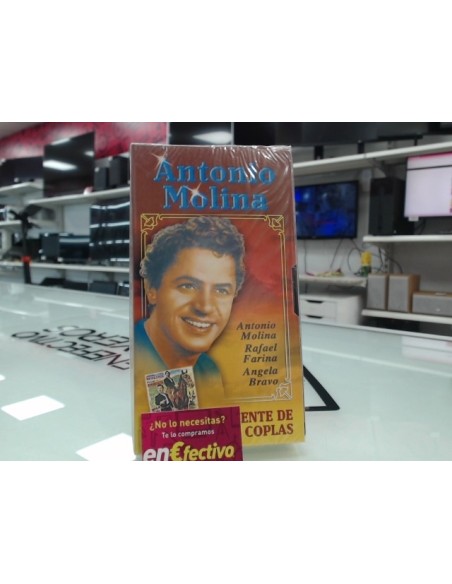 Antonio
Molina
Antonio
Molina
Rafael
Farina
Angela
Bravo
ENTE DE
COPLAS
¿No lo necesitas?
Te lo compramos
en€fectivo